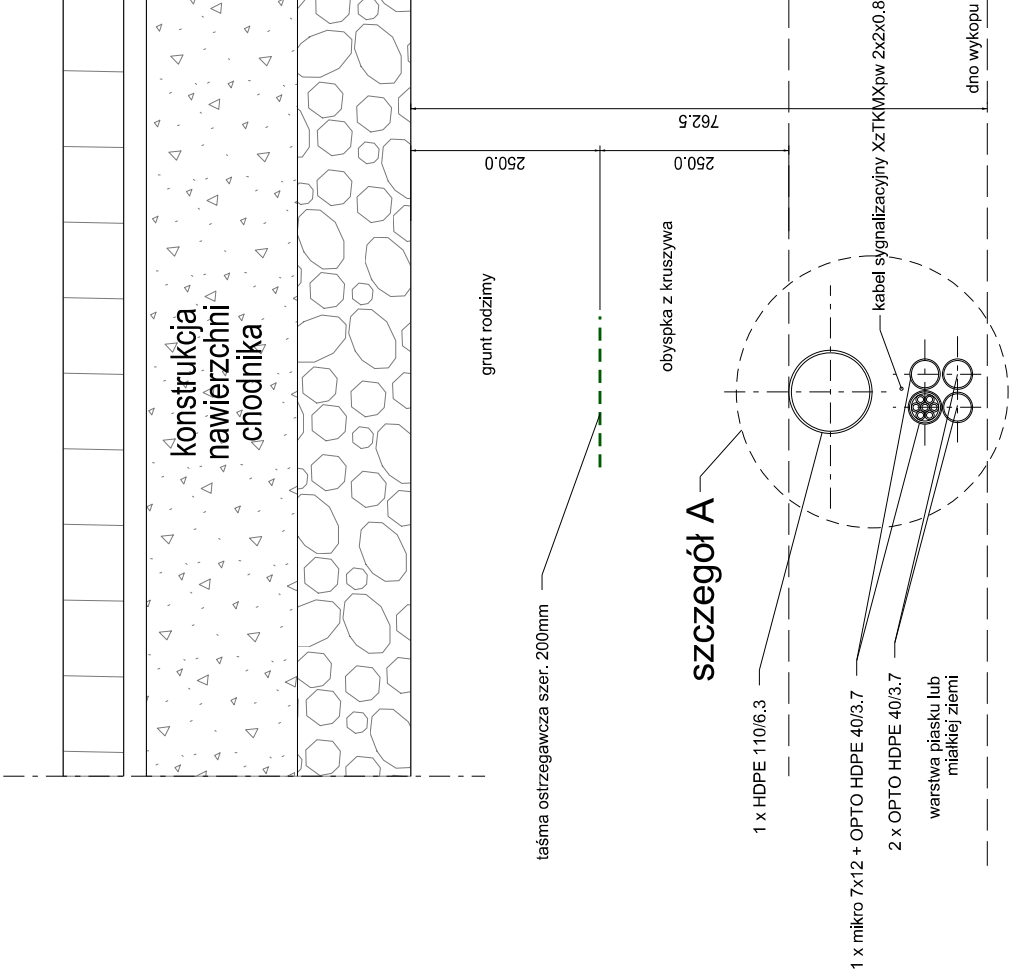 konstrukcja
nawierzchni
chodnika
grunt rodzimy
taśma ostrzegawcza szer. 200mm
obyspka z kruszywa
250.0
250.0
762.5
szczegół A
1 x HDPE 110/6.3
1 x mikro 7x12 + OPTO HDPE 40/3.7
kabel sygnalizacyjny XzTKMXpw 2x2x0.8
2 x OPTO HDPE 40/3.7
warstwa piasku lub
miałkiej ziemi
dno wykopu